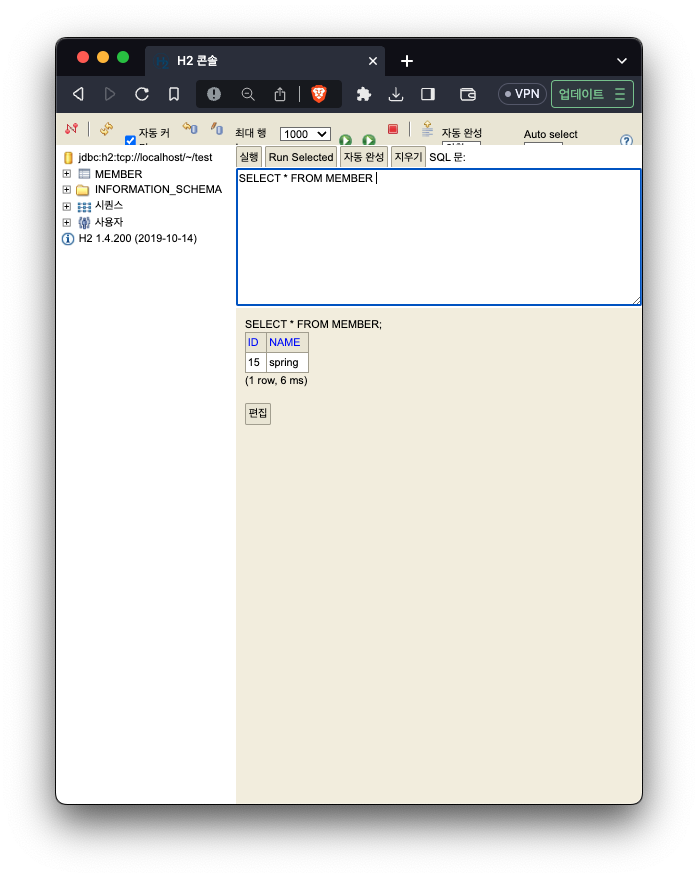 H2 콘솔
VPN
업데이트
자동 커
최대 행
1000
자동 완성
Auto select
jdbc:h2:tcp://localhost/~/test
MEMBER
INFORMATION_SCHEMA
시퀀스
사용자
H2 1.4.200 (2019-10-14)
실행 Run Selected 자동 완성 지우기 SQL 문:
SELECT * FROM MEMBER
SELECT * FROM MEMBER;
ID NAME
15 spring
(1 row, 6 ms)
편집